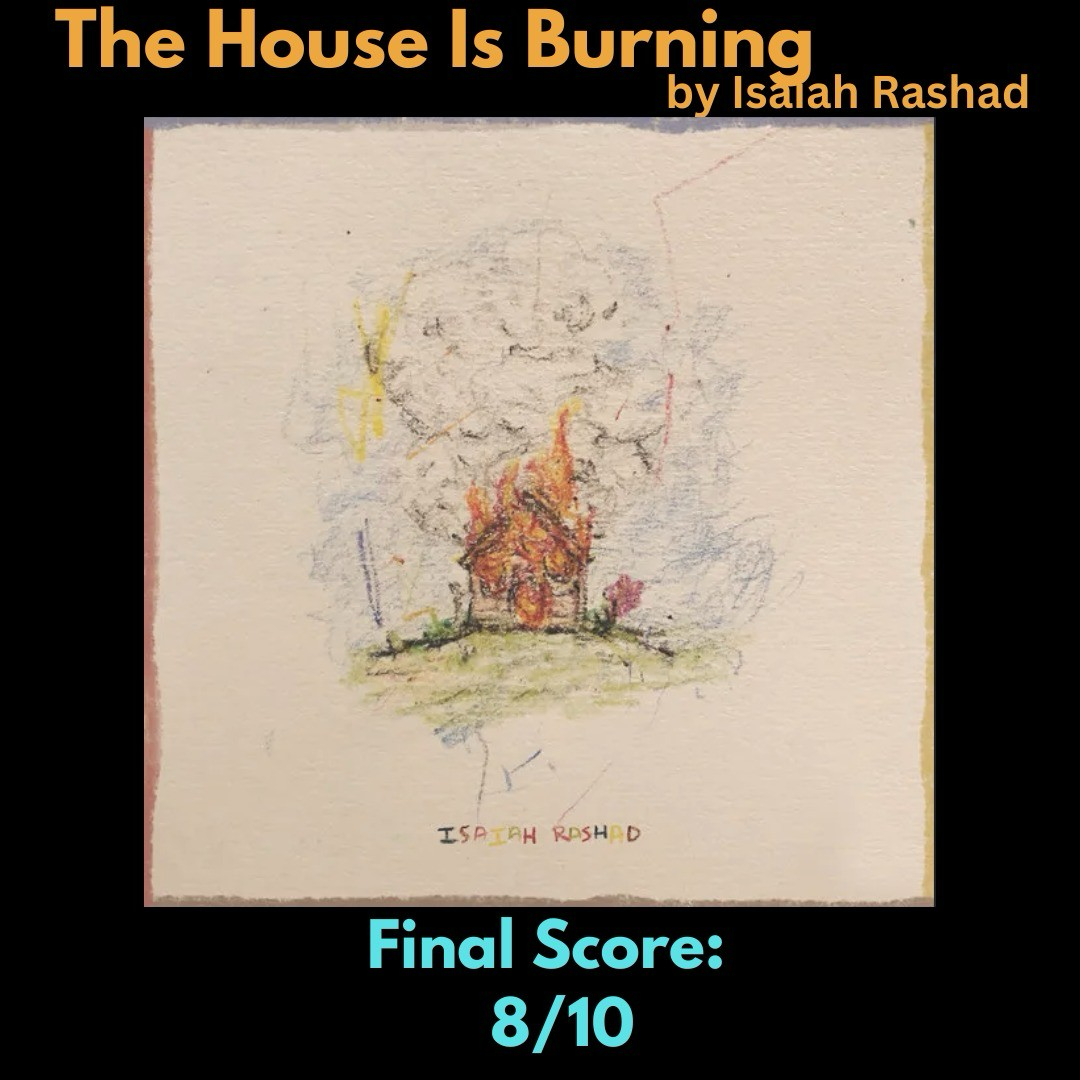 The House Is Burning
by Isaiah Rashad
ISAIAH RASHAD
Final Score:
8/10